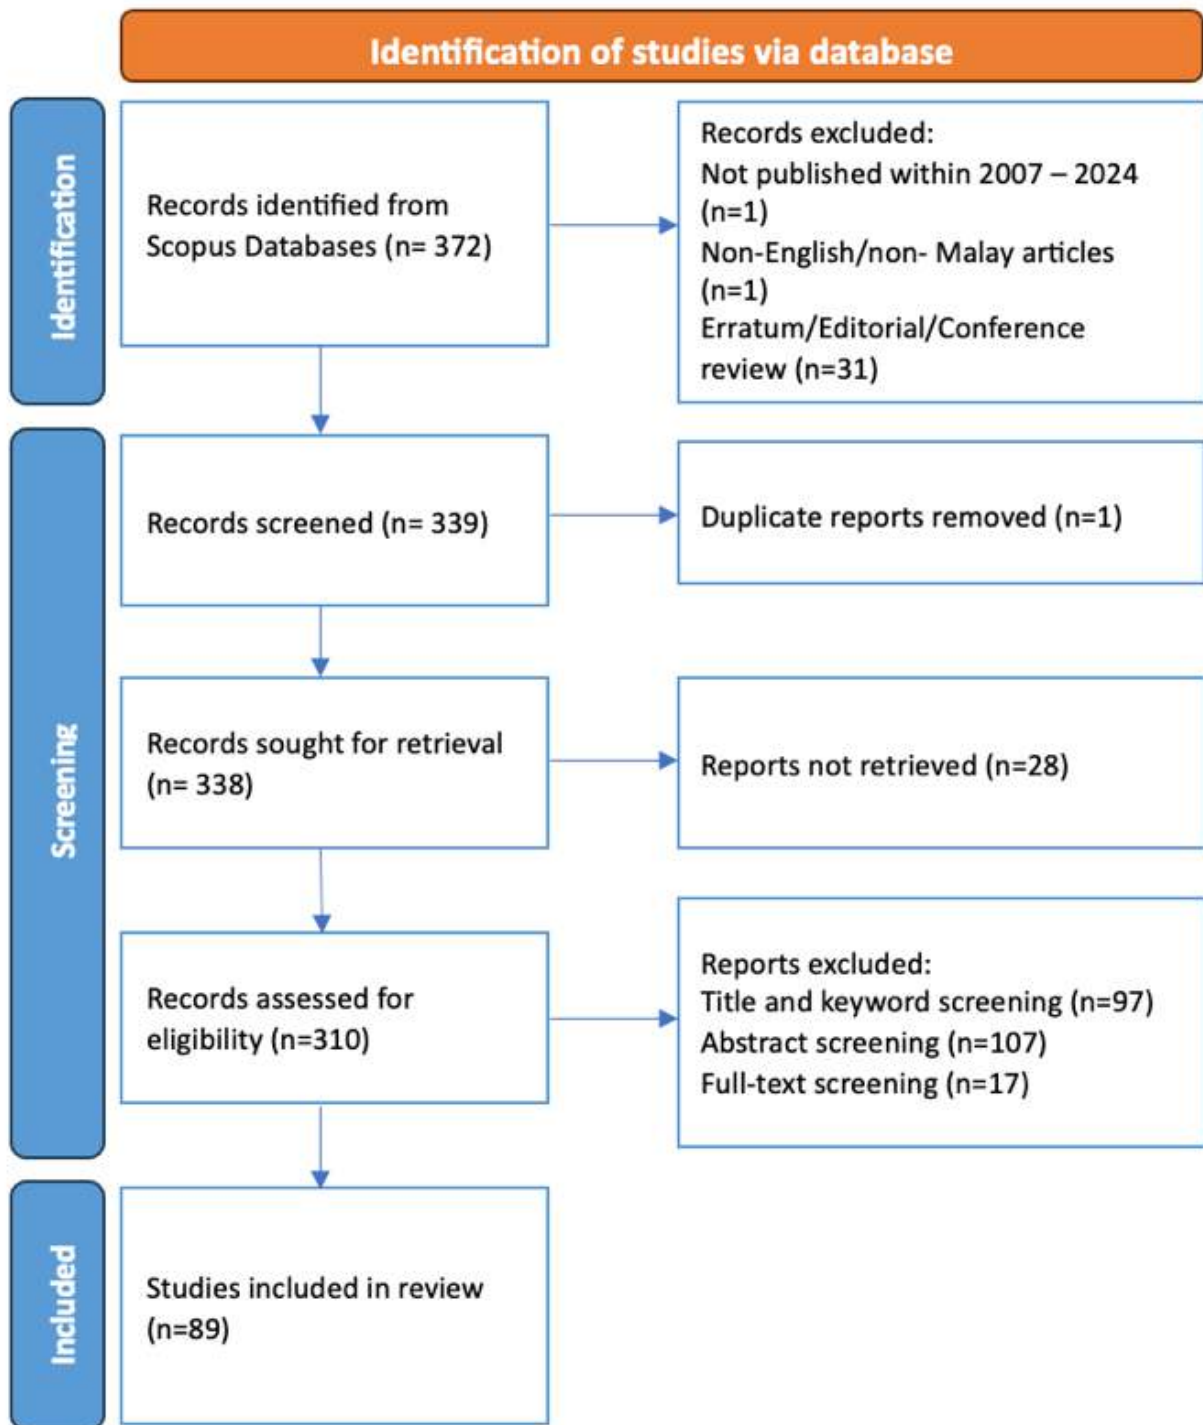 Identification of studies via database
Identification
Records identified from
Scopus Databases (n= 372)
Records excluded:
Not published within 2007 – 2024
(n=1)
Non-English/non- Malay articles
(n=1)
Erratum/Editorial/Conference
review (n=31)
Screening
Records screened (n= 339)
Duplicate reports removed (n=1)
Records sought for retrieval
(n= 338)
Reports not retrieved (n=28)
Records assessed for
eligibility (n=310)
Reports excluded:
Title and keyword screening (n=97)
Abstract screening (n=107)
Full-text screening (n=17)
Included
Studies included in review
(n=89)